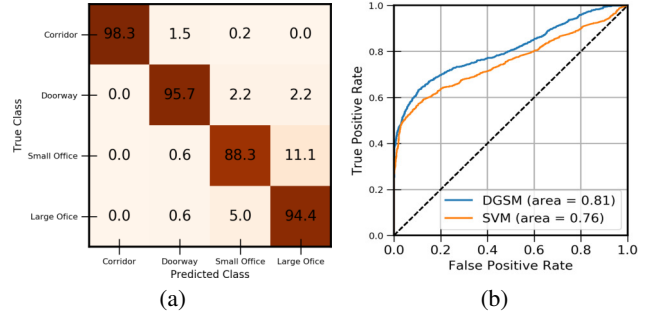 True Class
Corridor 98.3 1.5 0.2 0.0
Doorway 0.0 95.7 2.2 2.2
Small Office 0.0 0.6 88.3 11.1
Large Ofice 0.0 0.6 5.0 94.4
Corridor Doorway Small Office Large Ofice
Predicted Class
(a)
True Positive Rate
1.0
0.8
0.6
0.4
0.2
0.0
DGSM (area = 0.81)
SVM (area = 0.76)
0.0 0.2 0.4 0.6 0.8 1.0
False Positive Rate
(b)